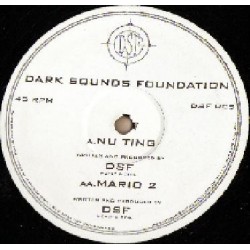 DSF
DARK SOUNDS FOUNDATION
45 RPM
DSF 005
A.NU TING
WRITTEN AND PRODUCED BY
DSF
AA.MARIO 2
WRITTEN AND PRODUCED BY
DSF